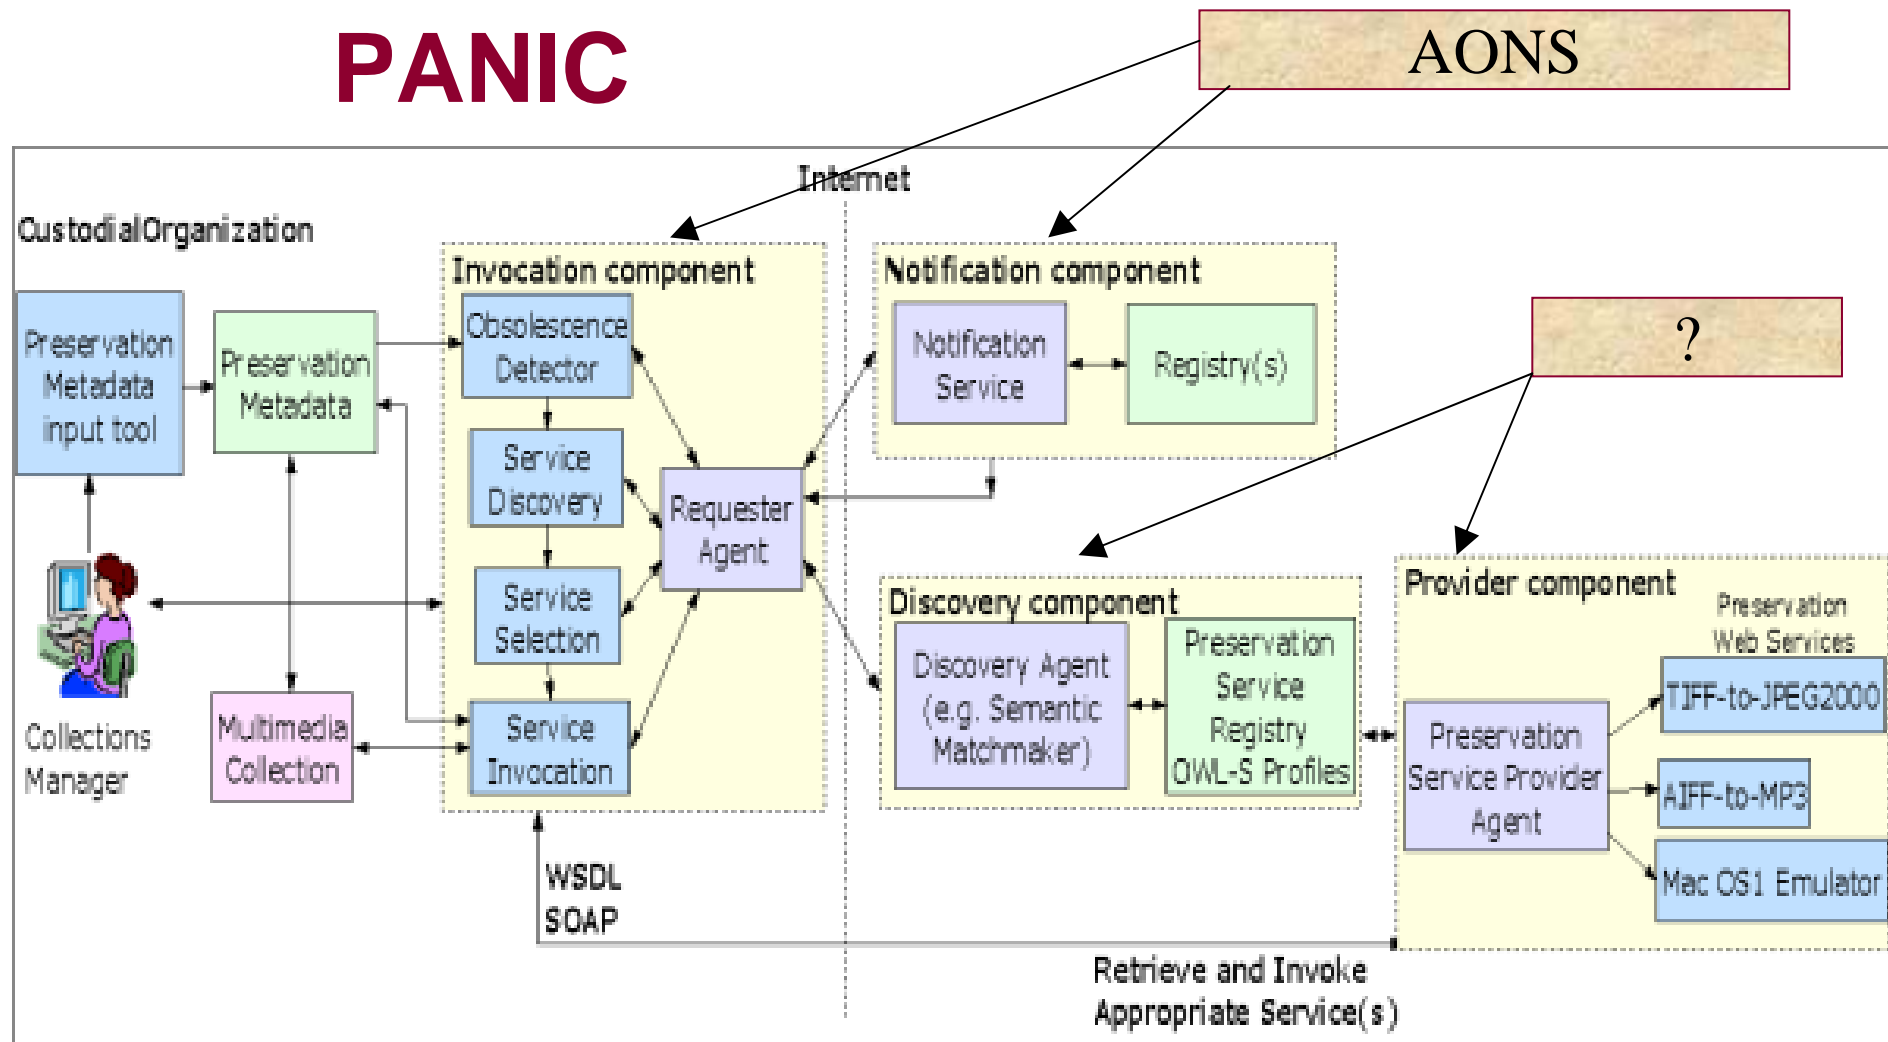 PANIC
AONS
Internet
CustodialOrganization
Invocation component
Notification component
Preservation
Metadata
input tool
Preservation
Metadata
Obsolescence
Detector
Notification
Service
Registry(s)
?
Service
Discovery
Requester
Agent
Service
Selection
Discovery component
Provider component
Preservation
Web Services
Discovery Agent
(e.g. Semantic
Matchmaker)
Preservation
Service
Registry
OWL-S Profiles
TIFF-to-JPEG2000
Collections
Manager
Multimedia
Collection
Service
Invocation
Preservation
Service Provider
Agent
AIFF-to-MP3
Mac OS1 Emulator
WSDL
SOAP
Retrieve and Invoke
Appropriate Service(s)